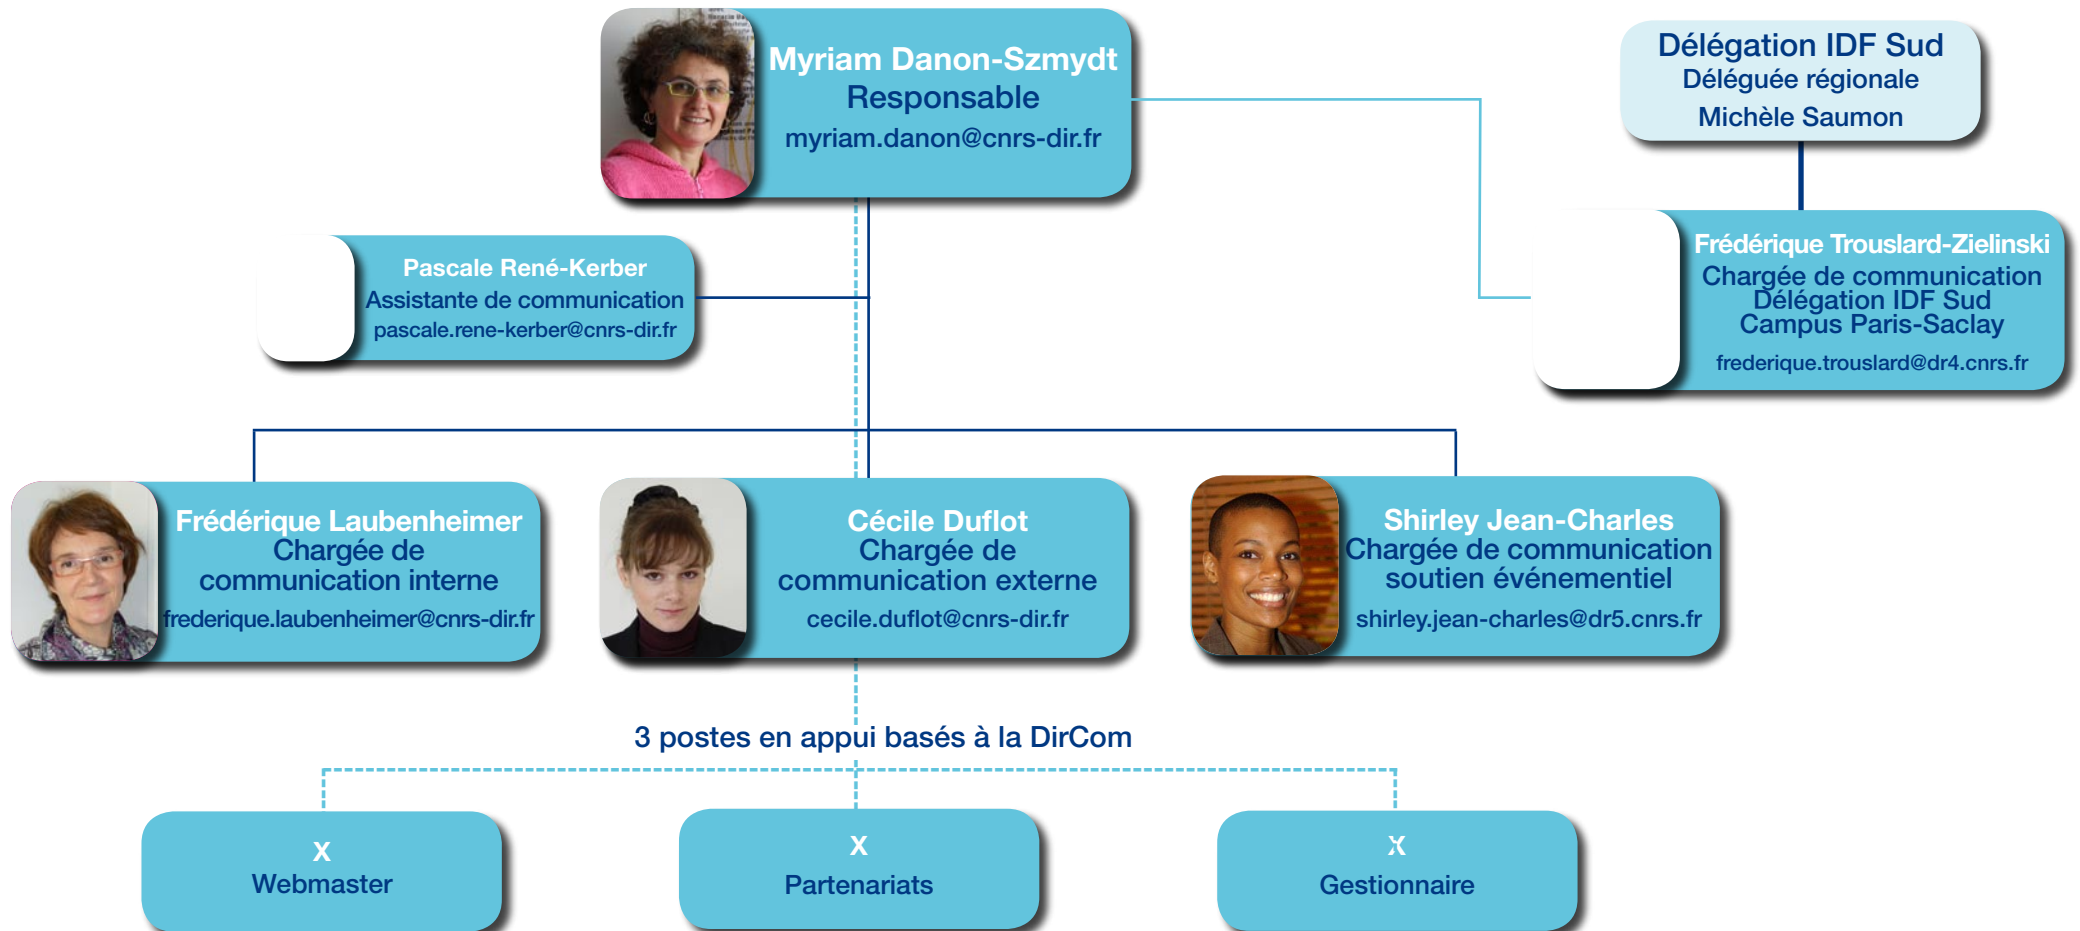 Myriam Danon-Szmydt
Responsable
myriam.danon@cnrs-dir.fr
Délégation IDF Sud
Déléguée régionale
Michèle Saumon
Pascale René-Kerber
Assistante de communication
pascale.rene-kerber@cnrs-dir.fr
Frédérique Trouslard-Zielinski
Chargée de communication
Délégation IDF Sud
Campus Paris-Saclay
frederique.trouslard@dr4.cnrs.fr
Frédérique Laubenheimer
Chargée de
communication interne
frederique.laubenheimer@cnrs-dir.fr
Cécile Duflot
Chargée de
communication externe
cecile.duflot@cnrs-dir.fr
Shirley Jean-Charles
Chargée de communication
soutien événementiel
shirley.jean-charles@dr5.cnrs.fr
3 postes en appui basés à la DirCom
X
Webmaster
X
Partenariats
X
Gestionnaire